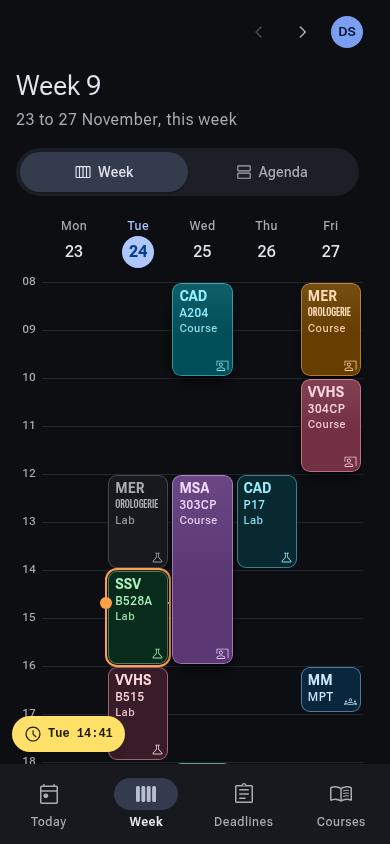 DS
Week 9
23 to 27 November, this week
Week
Agenda
Mon
Tue
Wed
Thu
Fri
23
24
25
26
27
08
09
10
11
12
13
14
15
16
17
18
CAD
A204
Course
MER
OROLOGERIE
Course
VVHS
304CP
Course
MER
OROLOGERIE
Lab
MSA
303CP
Course
CAD
P17
Lab
SSV
B528A
Lab
VVHS
B515
Lab
MM
MPT
Tue 14:41
Today
Week
Deadlines
Courses